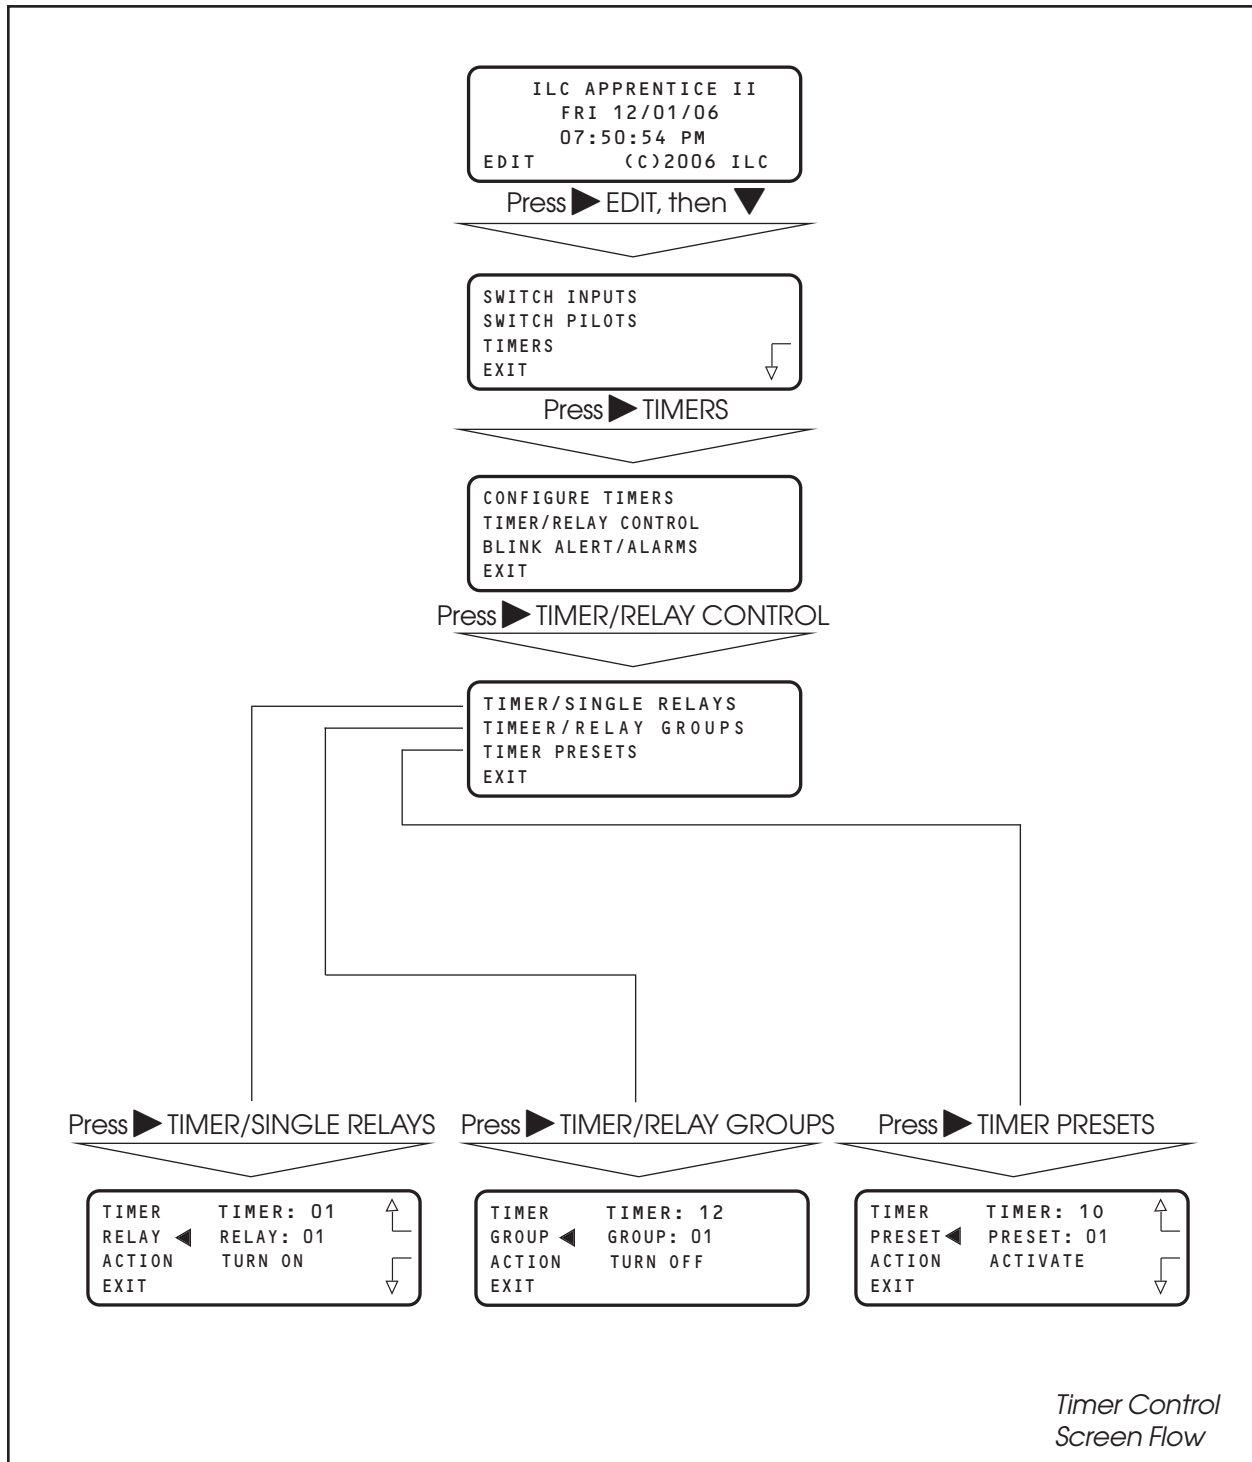 ILC APPRENTICE II
FRI 12/01/06
07:50:54 PM
EDIT (C)2006 ILC
Press ▶ EDIT, then ▼
SWITCH INPUTS
SWITCH PILOTS
TIMERS
EXIT
Press ▶ TIMERS
CONFIGURE TIMERS
TIMER/RELAY CONTROL
BLINK ALERT/ALARMS
EXIT
Press ▶ TIMER/RELAY CONTROL
TIMER/SINGLE RELAYS
TIMEER/RELAY GROUPS
TIMER PRESETS
EXIT
Press ▶ TIMER/SINGLE RELAYS
TIMER TIMER: 01
RELAY ◀ RELAY: 01
ACTION TURN ON
EXIT
Press ▶ TIMER/RELAY GROUPS
TIMER TIMER: 12
GROUP ◀ GROUP: 01
ACTION TURN OFF
EXIT
Press ▶ TIMER PRESETS
TIMER TIMER: 10
PRESET ◀ PRESET: 01
ACTION ACTIVATE
EXIT
Timer Control
Screen Flow